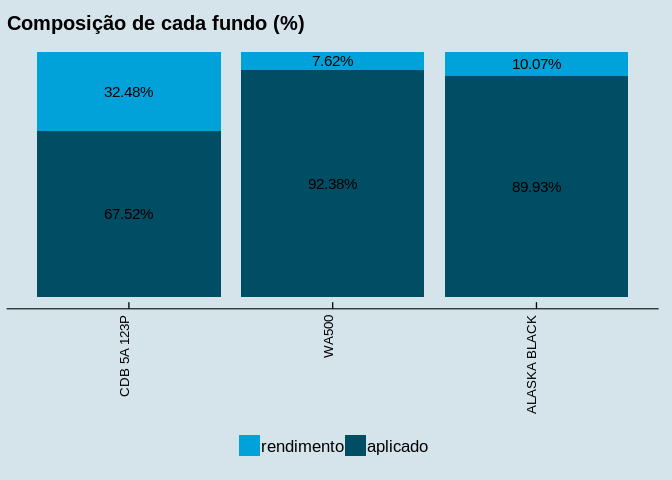 Composição de cada fundo (%)
32.48%
7.62%
10.07%
67.52%
92.38%
89.93%
CDB 5A 123P
WA500
ALASKA BLACK
rendimento aplicado